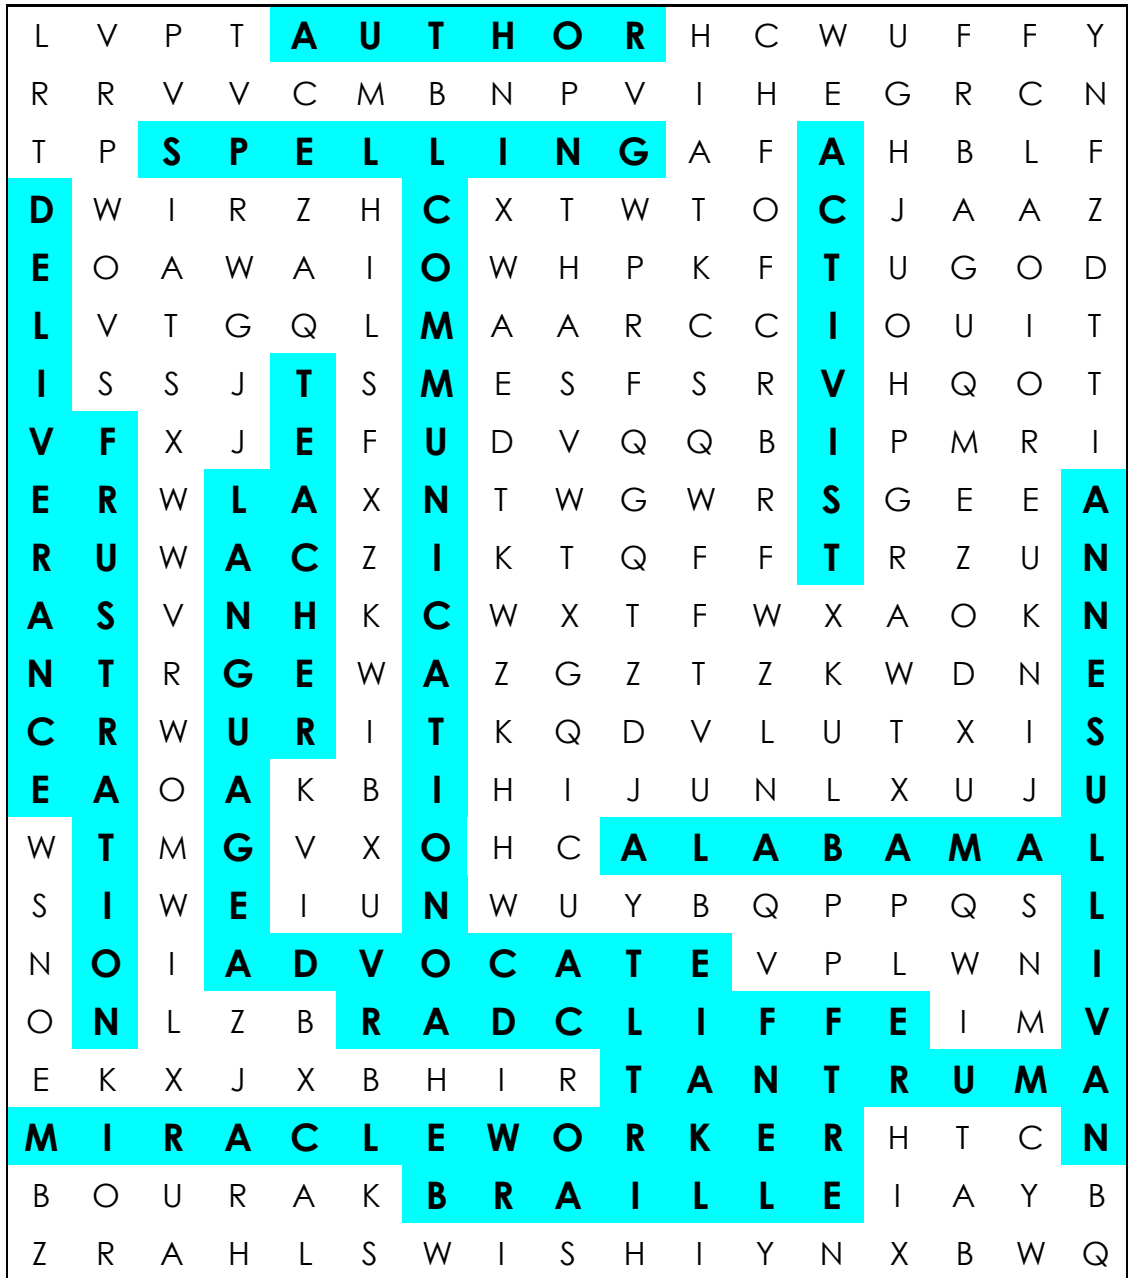 L V P T A U T H O R H C W U F F Y
R R V V C M B N P V I H E G R C N
T P S P E L L I N G A F A H B L F
D W I R Z H C X T W T O C J A A Z
E O A W A I O W H P K F T U G O D
L V T G Q L M A A R C C I O U I T
I S S J T S M E S F S R V H Q O T
V F X J E F U D V Q Q B I P M R I
E R W L A X N T W G W R S G E E A
R U W A C Z I K T Q F F T R Z U N
A S V N H K C W X T F W X A O K N
N T R G E W A Z G Z T Z K W D N E
C R W U R I T K Q D V L U T X I S
E A O A K B I H I J U N L X U J U
W T M G V X O H C A L A B A M A L
S I W E I U N W U Y B Q P P Q S L
N O I A D V O C A T E V P L W N I
O N L Z B R A D C L I F F E I M V
E K X J X B H I R T A N T R U M A
M I R A C L E W O R K E R H T C N
B O U R A K B R A I L L E I A Y B
Z R A H L S W I S H I Y N X B W Q